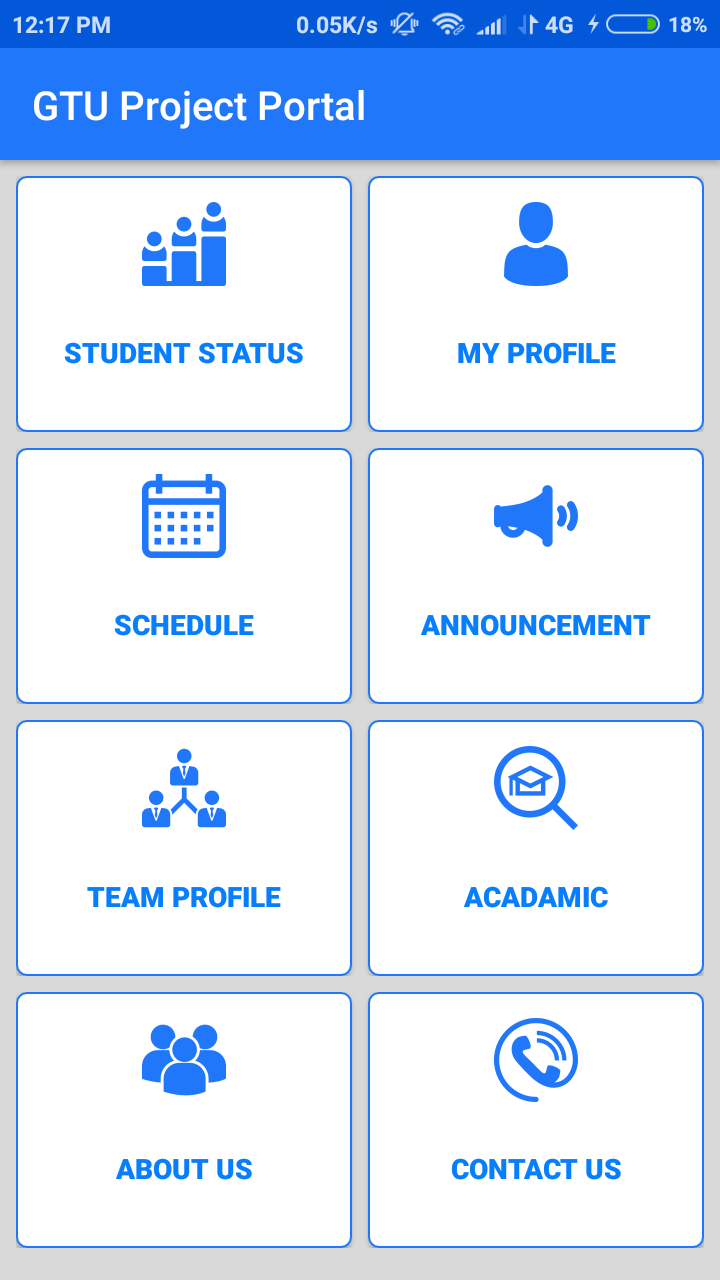 12:17 PM 0.05K/s 4G 18%
GTU Project Portal
STUDENT STATUS MY PROFILE
SCHEDULE ANNOUNCEMENT
TEAM PROFILE ACADAMIC
ABOUT US CONTACT US